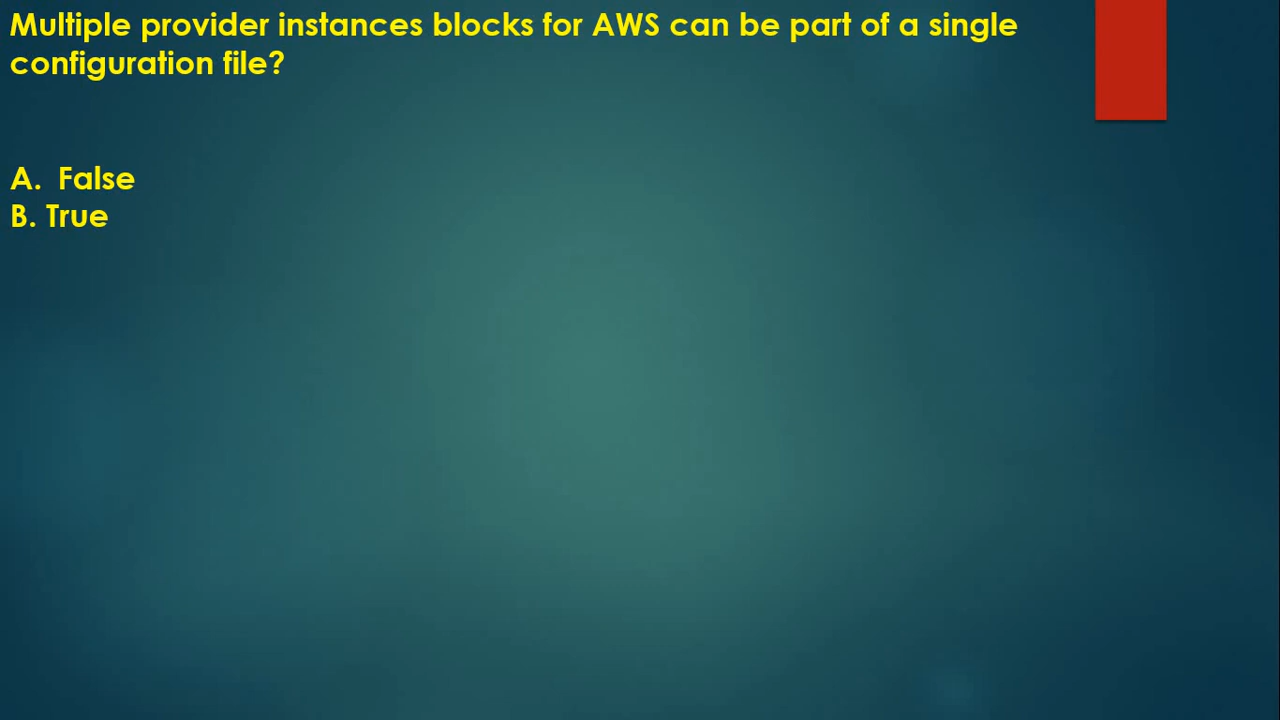 Multiple provider instances blocks for AWS can be part of a single
configuration file?
A. False
B. True